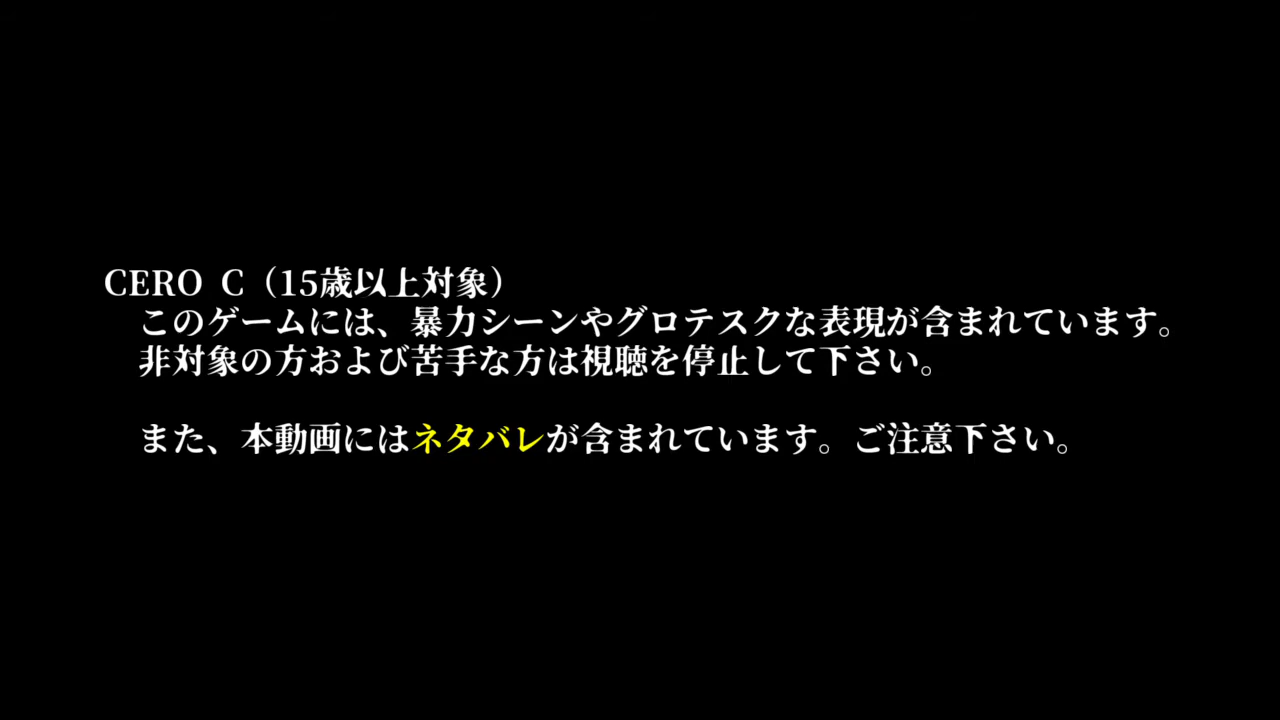 CERO C（15歳以上対象）
このゲームには、暴力シーンやグロテスクな表現が含まれています。
非対象の方および苦手な方は視聴を停止して下さい。
また、本動画にはネタバレが含まれています。ご注意下さい。